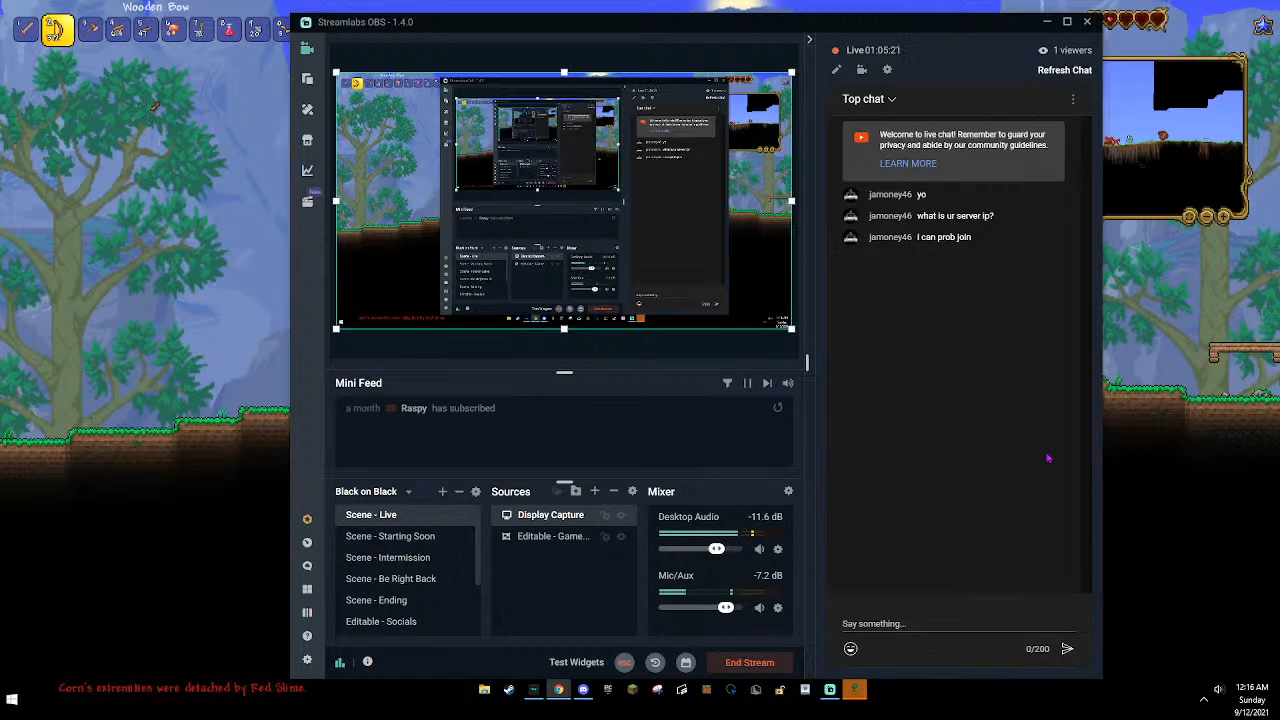 Wooden Bow
Streamlabs OBS - 1.4.0
Live 01:05:21
1 viewers
Refresh Chat
Top chat
Welcome to live chat! Remember to guard your
privacy and abide by our community guidelines.
LEARN MORE
jamoney46 yo
jamoney46 what is ur server ip?
jamoney46 I can prob join
New
Mini Feed
a month Raspy has subscribed
Black on Black
Scene - Live
Scene - Starting Soon
Scene - Intermission
Scene - Be Right Back
Scene - Ending
Editable - Socials
Sources
Display Capture
Editable - Game...
Mixer
Desktop Audio -11.6 dB
Mic/Aux -7.2 dB
Say something...
0/200
Test Widgets
REC
End Stream
Corn's extremities were detached by Red Slime.
12:16 AM
Sunday
9/12/2021